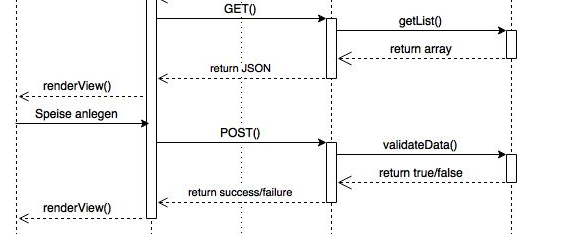 GET()
getList()
return array
return JSON
renderView()
Speise anlegen
POST()
validateData()
return true/false
return success/failure
renderView()